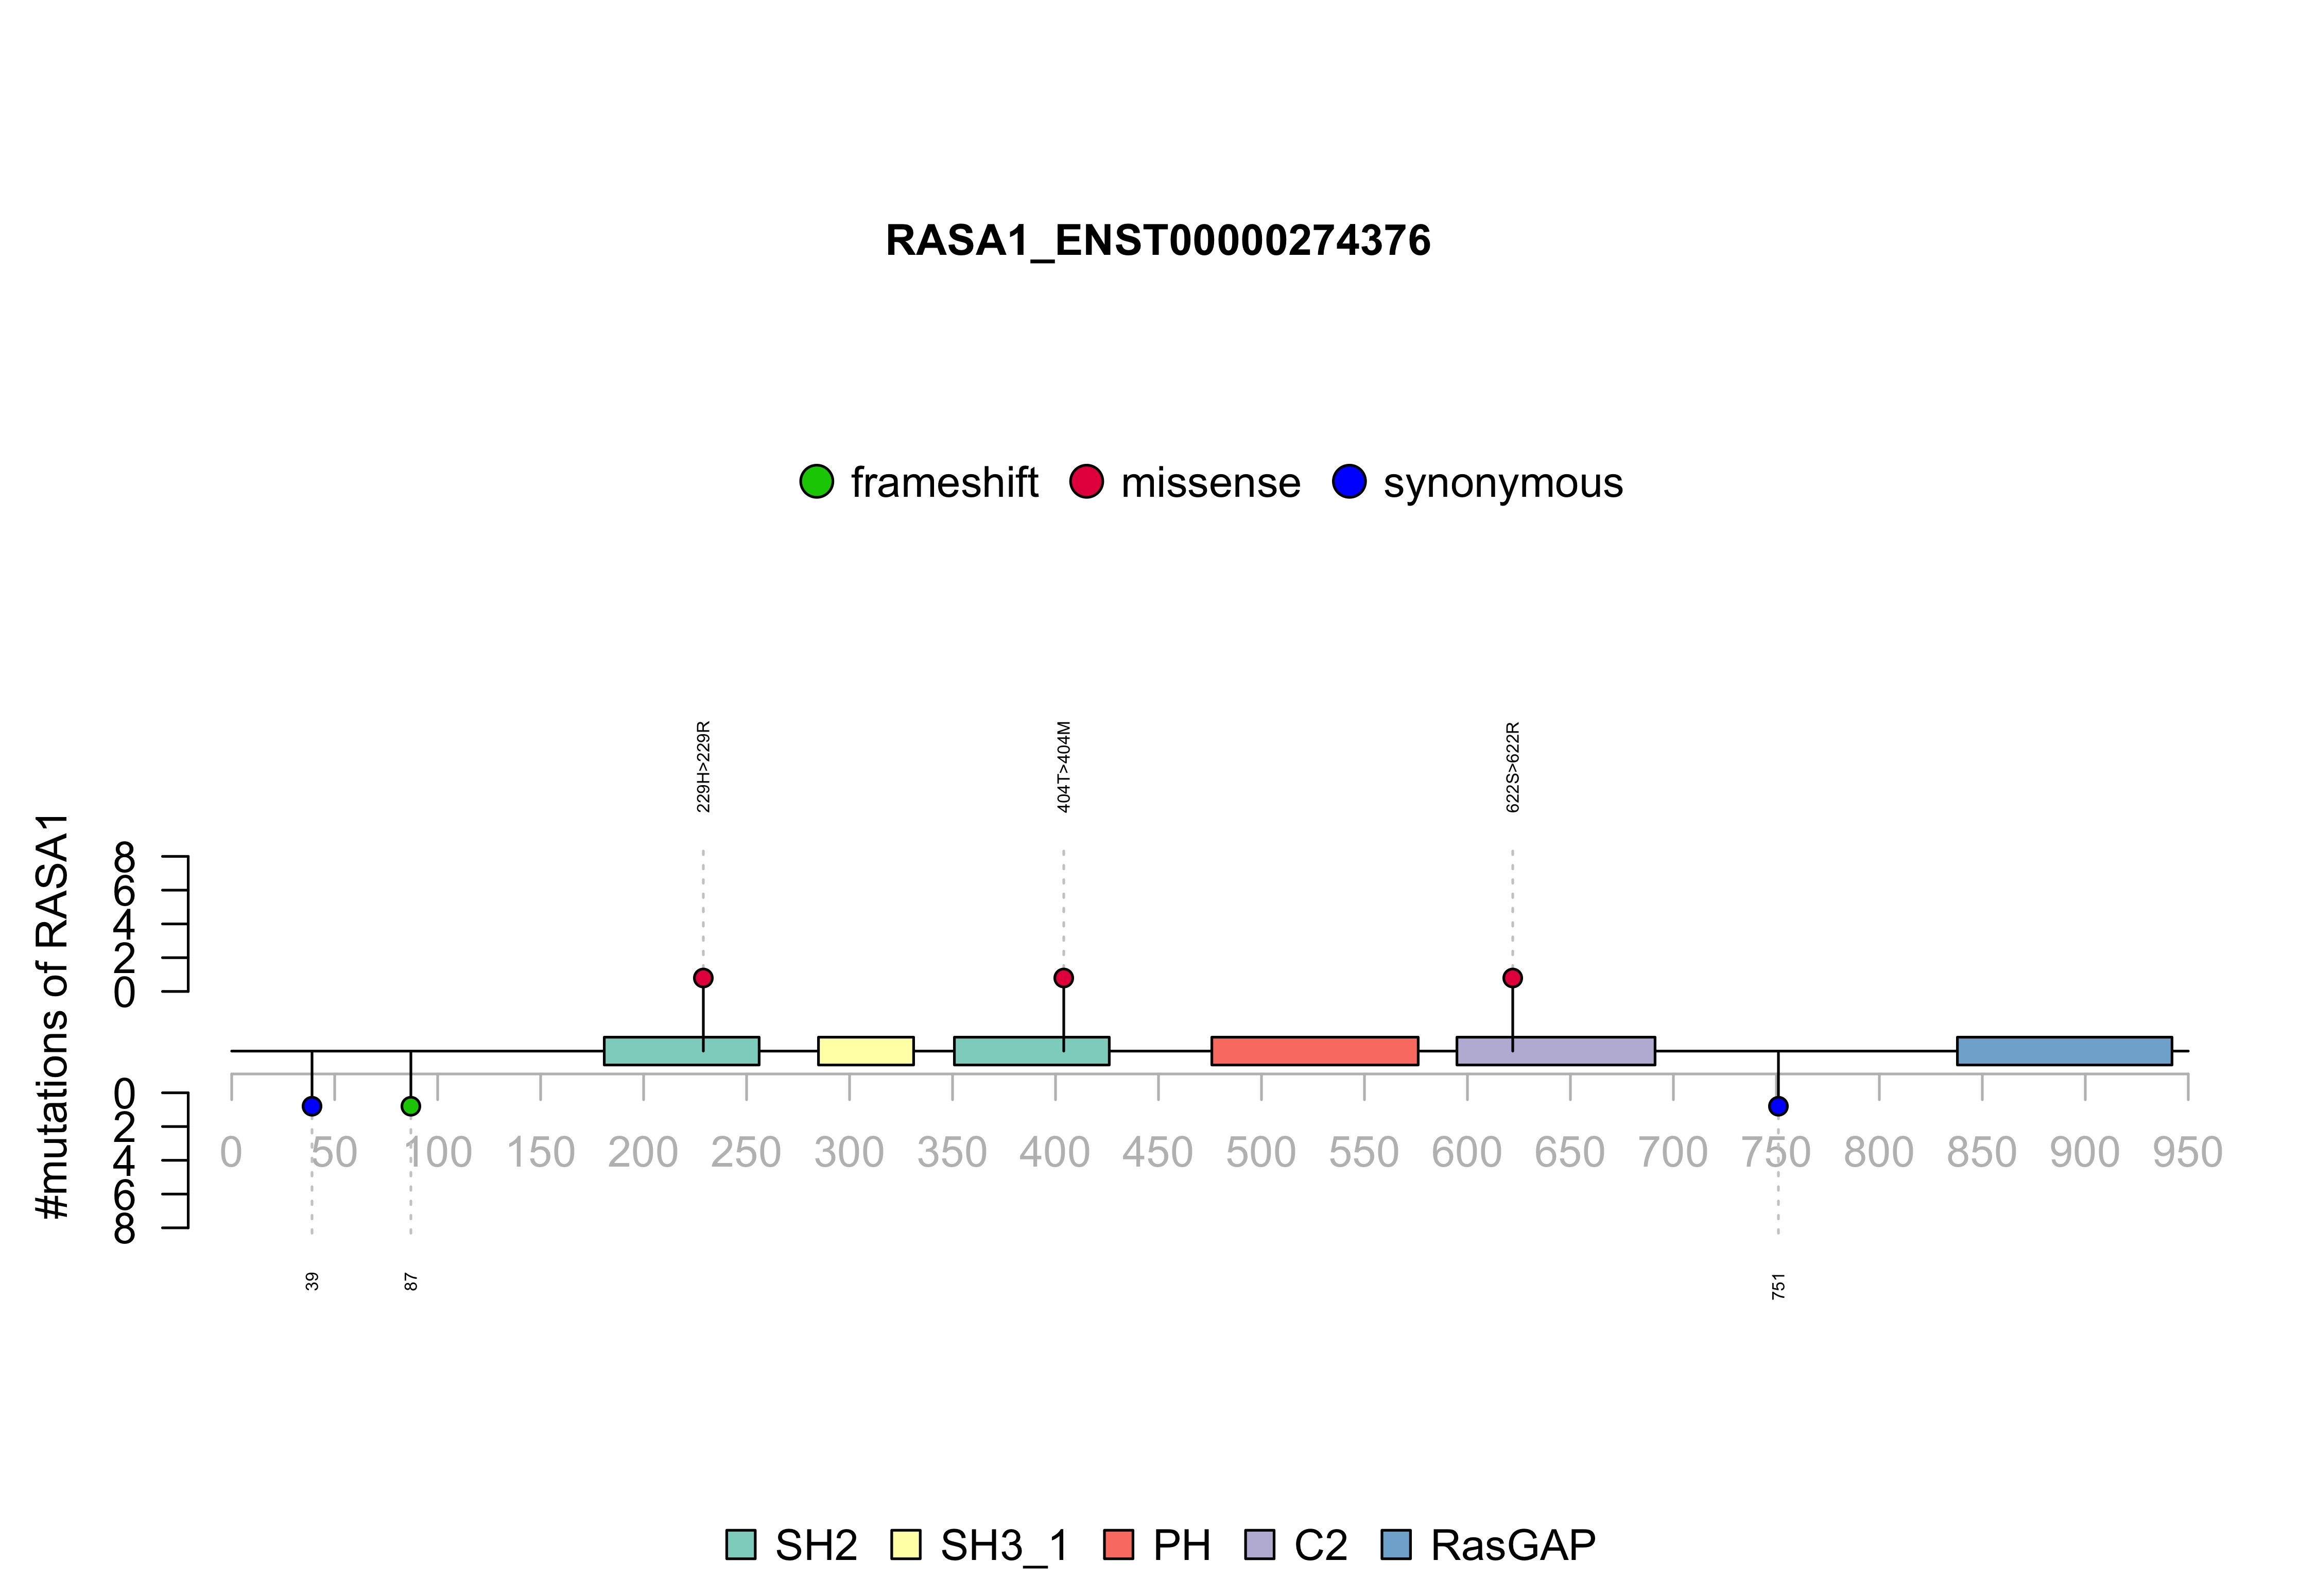 RASA1_ENST00000274376
frameshift missense synonymous
229H>229R 404T>404M 622S>622R
#mutations of RASA1
8
6
4
2
0
0
2
4
6
8
0 50 100 150 200 250 300 350 400 450 500 550 600 650 700 750 800 850 900 950
39 87 751
SH2 SH3_1 PH C2 RasGAP